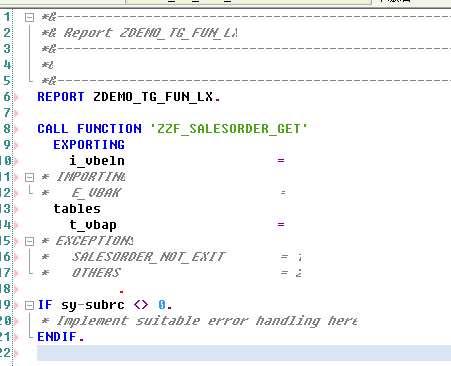 1 *&---------------------------------------------------------------------
2 *& Report ZDEMO_TG_FUN_LX
3 *&---------------------------------------------------------------------
4 *&
5 *&---------------------------------------------------------------------
6 REPORT ZDEMO_TG_FUN_LX.
7
8 CALL FUNCTION 'ZZF_SALESORDER_GET'
9 EXPORTING
10 i_vbeln =
11 * IMPORTING
12 * E_VBAK =
13 tables
14 t_vbap =
15 * EXCEPTIONS
16 * SALESORDER_NOT_EXIT = 1
17 * OTHERS = 2
18 .
19 IF sy-subrc <> 0.
20 * Implement suitable error handling here
21 ENDIF.
22